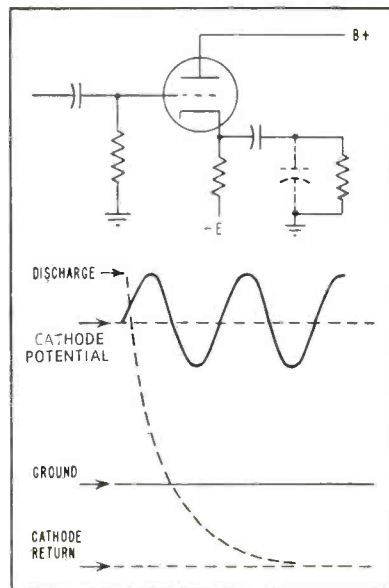 B+
-E
DISCHARGE
CATHODE
POTENTIAL
GROUND
CATHODE
RETURN